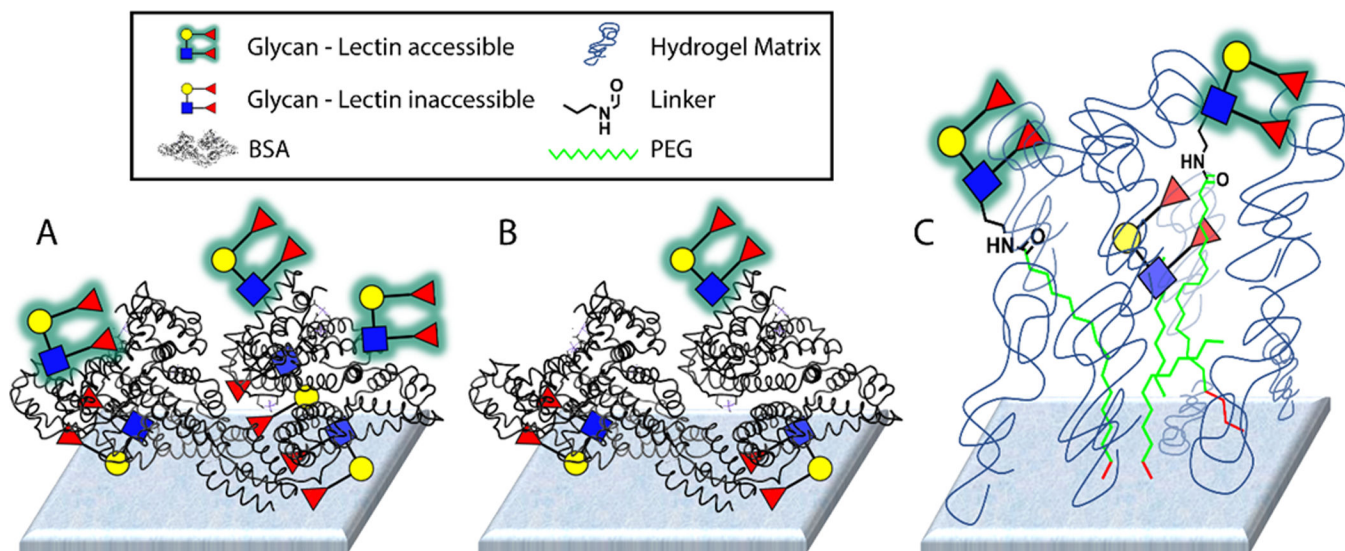 Glycan - Lectin accessible
Hydrogel Matrix
Glycan - Lectin inaccessible
O
N
H
Linker
BSA
PEG
A
B
C
HN
O
HN
O